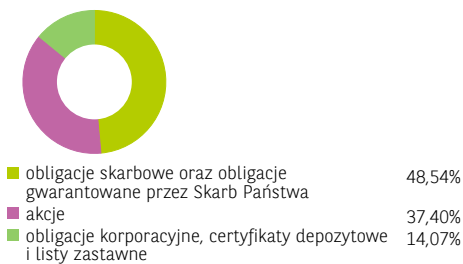 obligacje skarbowe oraz obligacje
gwarantowane przez Skarb Państwa 48,54%
akcje 37,40%
obligacje korporacyjne, certyfikaty depozytowe 14,07%
i listy zastawne